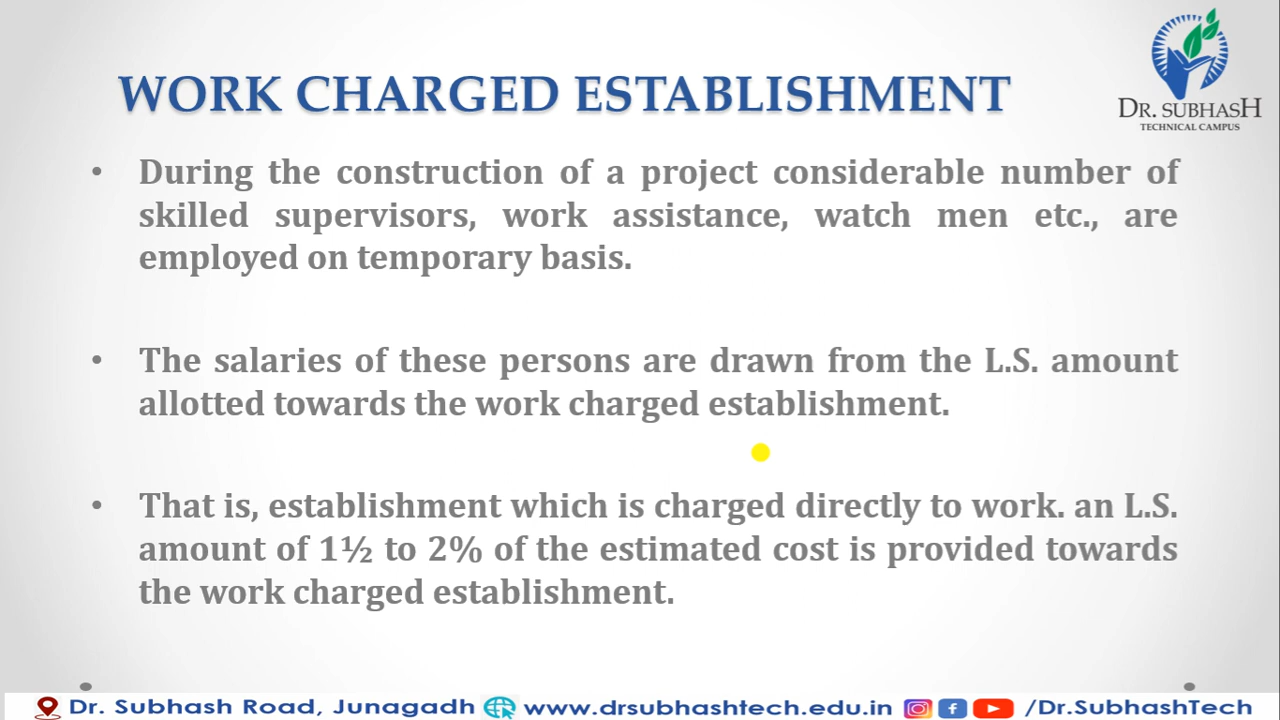 WORK CHARGED ESTABLISHMENT
DR. SUBHASH
TECHNICAL CAMPUS
• During the construction of a project considerable number of
skilled supervisors, work assistance, watch men etc., are
employed on temporary basis.
• The salaries of these persons are drawn from the L.S. amount
allotted towards the work charged establishment.
• That is, establishment which is charged directly to work. an L.S.
amount of 1½ to 2% of the estimated cost is provided towards
the work charged establishment.
Dr. Subhash Road, Junagadh www.drsubhashtech.edu.in /Dr.SubhashTech